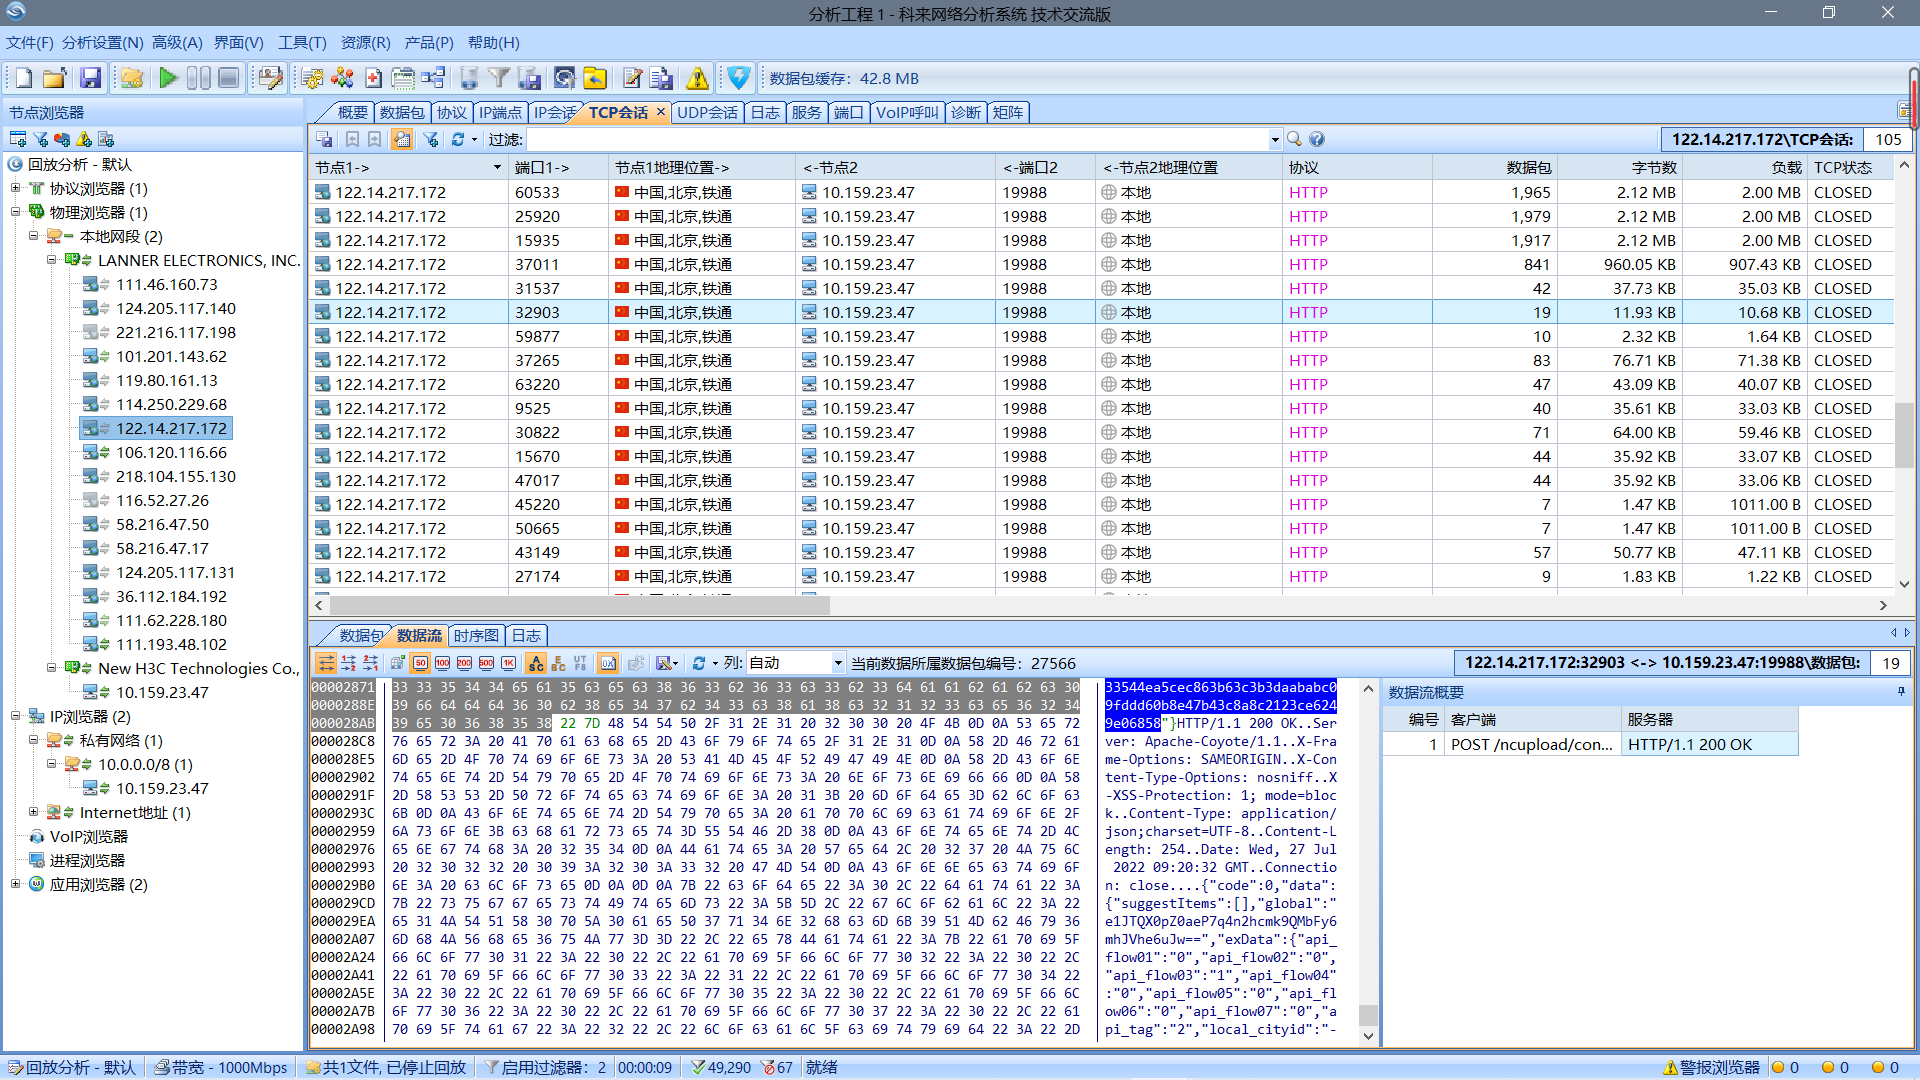 分析工程 1 - 科来网络分析系统 技术交流版
文件(F) 分析设置(N) 高级(A) 界面(V) 工具(T) 资源(R) 产品(P) 帮助(H)
数据包缓存：42.8 MB
节点浏览器
回放分析 - 默认
协议浏览器 (1)
物理浏览器 (1)
本地网段 (2)
LANNER ELECTRONICS, INC.
111.46.160.73
124.205.117.140
221.216.117.198
101.201.143.62
119.80.161.13
114.250.229.68
122.14.217.172
106.120.116.66
218.104.155.130
116.52.27.26
58.216.47.50
58.216.47.17
124.205.117.131
36.112.184.192
111.62.228.180
111.193.48.102
New H3C Technologies Co.,
10.159.23.47
IP浏览器 (2)
私有网络 (1)
10.0.0.0/8 (1)
10.159.23.47
Internet地址 (1)
VoIP浏览器
进程浏览器
应用浏览器 (2)
概要 数据包 协议 IP端点 IP会话 TCP会话 UDP会话 日志 服务 端口 VoIP呼叫 诊断 矩阵
过滤: 122.14.217.172\TCP会话: 105
节点1-> 端口1-> 节点1地理位置-> <-节点2 <-端口2 <-节点2地理位置 协议 数据包 字节数 负载 TCP状态
122.14.217.172 60533 中国,北京,铁通 10.159.23.47 19988 本地 HTTP 1,965 2.12 MB 2.00 MB CLOSED
122.14.217.172 25920 中国,北京,铁通 10.159.23.47 19988 本地 HTTP 1,979 2.12 MB 2.00 MB CLOSED
122.14.217.172 15935 中国,北京,铁通 10.159.23.47 19988 本地 HTTP 1,917 2.12 MB 2.00 MB CLOSED
122.14.217.172 37011 中国,北京,铁通 10.159.23.47 19988 本地 HTTP 841 960.05 KB 907.43 KB CLOSED
122.14.217.172 31537 中国,北京,铁通 10.159.23.47 19988 本地 HTTP 42 37.73 KB 35.03 KB CLOSED
122.14.217.172 32903 中国,北京,铁通 10.159.23.47 19988 本地 HTTP 19 11.93 KB 10.68 KB CLOSED
122.14.217.172 59877 中国,北京,铁通 10.159.23.47 19988 本地 HTTP 10 2.32 KB 1.64 KB CLOSED
122.14.217.172 37265 中国,北京,铁通 10.159.23.47 19988 本地 HTTP 83 76.71 KB 71.38 KB CLOSED
122.14.217.172 63220 中国,北京,铁通 10.159.23.47 19988 本地 HTTP 47 43.09 KB 40.07 KB CLOSED
122.14.217.172 9525 中国,北京,铁通 10.159.23.47 19988 本地 HTTP 40 35.61 KB 33.03 KB CLOSED
122.14.217.172 30822 中国,北京,铁通 10.159.23.47 19988 本地 HTTP 71 64.00 KB 59.46 KB CLOSED
122.14.217.172 15670 中国,北京,铁通 10.159.23.47 19988 本地 HTTP 44 35.92 KB 33.07 KB CLOSED
122.14.217.172 47017 中国,北京,铁通 10.159.23.47 19988 本地 HTTP 44 35.92 KB 33.06 KB CLOSED
122.14.217.172 45220 中国,北京,铁通 10.159.23.47 19988 本地 HTTP 7 1.47 KB 1011.00 B CLOSED
122.14.217.172 50665 中国,北京,铁通 10.159.23.47 19988 本地 HTTP 7 1.47 KB 1011.00 B CLOSED
122.14.217.172 43149 中国,北京,铁通 10.159.23.47 19988 本地 HTTP 57 50.77 KB 47.11 KB CLOSED
122.14.217.172 27174 中国,北京,铁通 10.159.23.47 19988 本地 HTTP 9 1.83 KB 1.22 KB CLOSED
数据包 数据流 时序图 日志
列: 自动 当前数据所属数据包编号：27566 122.14.217.172:32903 <-> 10.159.23.47:19988\数据包: 19
00002871 33 33 35 34 34 65 61 35 63 65 63 38 36 33 62 36 33 63 33 62 33 64 61 61 62 61 62 63 30 33544ea5cec863b63c3b3daababc0
0000288E 39 66 64 64 64 36 30 62 38 65 34 37 62 34 33 63 38 61 38 63 32 31 32 33 63 65 36 32 34 9fddd60b8e47b43c8a8c2123ce624
000028AB 39 65 30 36 38 35 38 22 7D 48 54 54 50 2F 31 2E 31 20 32 30 30 20 4F 4B 0D 0A 53 65 72 9e06858"}HTTP/1.1 200 OK..Ser
000028C8 76 65 72 3A 20 41 70 61 63 68 65 2D 43 6F 79 6F 74 65 2F 31 2E 31 0D 0A 58 2D 46 72 61 ver: Apache-Coyote/1.1..X-Fra
000028E5 6D 65 2D 4F 70 74 69 6F 6E 73 3A 20 53 41 4D 45 4F 52 49 47 49 4E 0D 0A 58 2D 43 6F 6E me-Options: SAMEORIGIN..X-Con
00002902 74 65 6E 74 2D 54 79 70 65 2D 4F 70 74 69 6F 6E 73 3A 20 6E 6F 73 6E 69 66 66 0D 0A 58 tent-Type-Options: nosniff..X
0000291F 2D 58 53 53 2D 50 72 6F 74 65 63 74 69 6F 6E 3A 20 31 3B 20 6D 6F 64 65 3D 62 6C 6F 63 -XSS-Protection: 1; mode=bloc
0000293C 6B 0D 0A 43 6F 6E 74 65 6E 74 2D 54 79 70 65 3A 20 61 70 70 6C 69 63 61 74 69 6F 6E 2F k..Content-Type: application/
00002959 6A 73 6F 6E 3B 63 68 61 72 73 65 74 3D 55 54 46 2D 38 0D 0A 43 6F 6E 74 65 6E 74 2D 4C json;charset=UTF-8..Content-L
00002976 65 6E 67 74 68 3A 20 32 35 34 0D 0A 44 61 74 65 3A 20 57 65 64 2C 20 32 37 20 4A 75 6C ength: 254..Date: Wed, 27 Jul
00002993 20 32 30 32 32 20 30 39 3A 32 30 3A 33 32 20 47 4D 54 0D 0A 43 6F 6E 6E 65 63 74 69 6F  2022 09:20:32 GMT..Connectio
000029B0 6E 3A 20 63 6C 6F 73 65 0D 0A 0D 0A 7B 22 63 6F 64 65 22 3A 30 2C 22 64 61 74 61 22 3A n: close....{"code":0,"data":
000029CD 7B 22 73 75 67 67 65 73 74 49 74 65 6D 73 22 3A 5B 5D 2C 22 67 6C 6F 62 61 6C 22 3A 22 {"suggestItems":[],"global":"
000029EA 65 31 4A 54 51 58 30 70 5A 30 61 65 50 37 71 34 6E 32 68 63 6D 6B 39 51 4D 62 46 79 36 e1JTQX0pZ0aeP7q4n2hcmk9QMbFy6
00002A07 6D 68 4A 56 68 65 36 75 4A 77 3D 3D 22 2C 22 65 78 44 61 74 61 22 3A 7B 22 61 70 69 5F mhJVhe6uJw==","exData":{"api_
00002A24 66 6C 6F 77 30 31 22 3A 22 30 22 2C 22 61 70 69 5F 66 6C 6F 77 30 32 22 3A 22 30 22 2C flow01":"0","api_flow02":"0",
00002A41 22 61 70 69 5F 66 6C 6F 77 30 33 22 3A 22 31 22 2C 22 61 70 69 5F 66 6C 6F 77 30 34 22 "api_flow03":"1","api_flow04"
00002A5E 3A 22 30 22 2C 22 61 70 69 5F 66 6C 6F 77 30 35 22 3A 22 30 22 2C 22 61 70 69 5F 66 6C :"0","api_flow05":"0","api_fl
00002A7B 6F 77 30 36 22 3A 22 30 22 2C 22 61 70 69 5F 66 6C 6F 77 30 37 22 3A 22 30 22 2C 22 61 ow06":"0","api_flow07":"0","a
00002A98 70 69 5F 74 61 67 22 3A 22 32 22 2C 22 6C 6F 63 61 6C 5F 63 69 74 79 69 64 22 3A 22 2D pi_tag":"2","local_cityid":"-
数据流概要
编号 客户端 服务器
1 POST /ncupload/con... HTTP/1.1 200 OK
回放分析 - 默认 带宽 - 1000Mbps 共1文件, 已停止回放 启用过滤器：2 00:00:09 49,290 67 就绪 警报浏览器 0 0 0